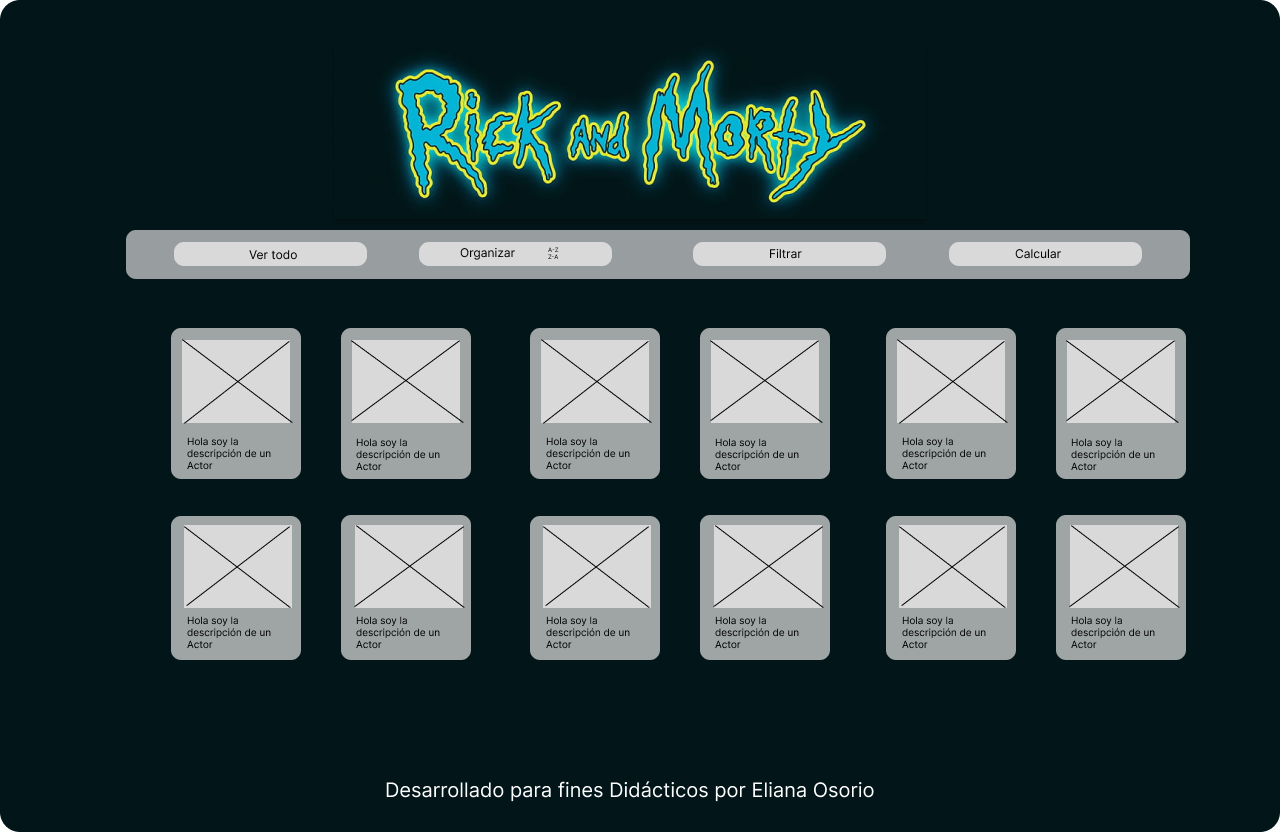 Rick and Morty
Ver todo
Organizar
A-Z
Z-A
Filtrar
Calcular
Hola soy la
descripción de un
Actor
Hola soy la
descripción de un
Actor
Hola soy la
descripción de un
Actor
Hola soy la
descripción de un
Actor
Hola soy la
descripción de un
Actor
Hola soy la
descripción de un
Actor
Hola soy la
descripción de un
Actor
Hola soy la
descripción de un
Actor
Hola soy la
descripción de un
Actor
Hola soy la
descripción de un
Actor
Hola soy la
descripción de un
Actor
Hola soy la
descripción de un
Actor
Desarrollado para fines Didácticos por Eliana Osorio